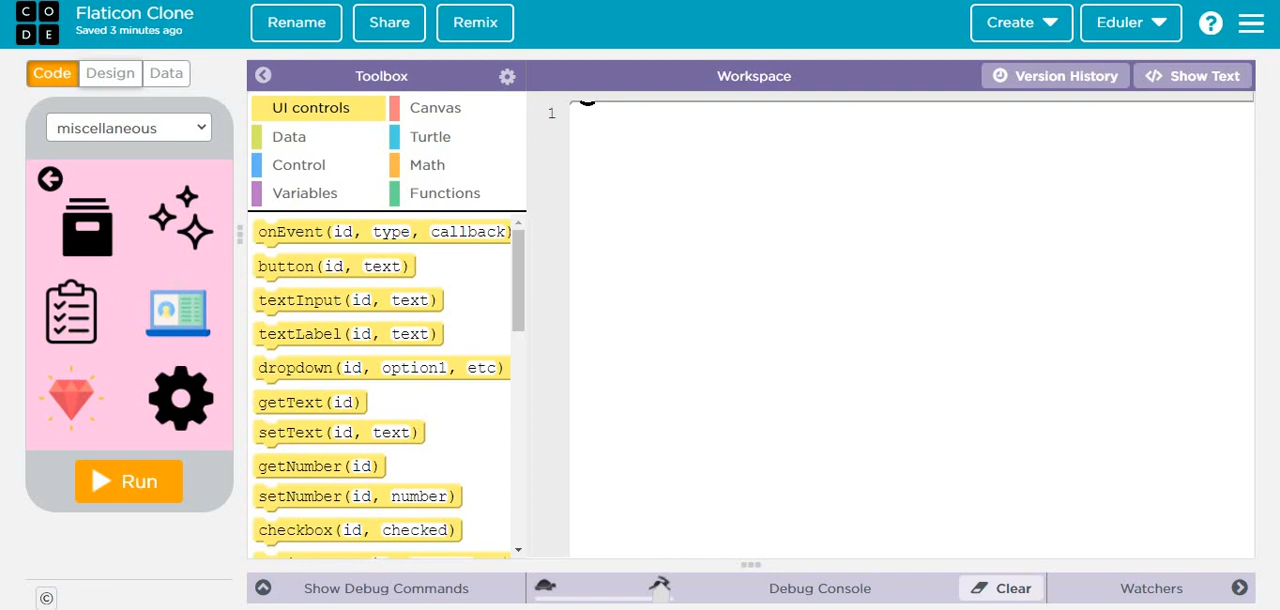 C O D E
Flaticon Clone
Saved 3 minutes ago
Rename
Share
Remix
Create
Eduler
?
Code
Design
Data
miscellaneous
Run
©
Toolbox
UI controls
Canvas
Data
Turtle
Control
Math
Variables
Functions
onEvent(id, type, callback)
button(id, text)
textInput(id, text)
textLabel(id, text)
dropdown(id, option1, etc)
getText(id)
setText(id, text)
getNumber(id)
setNumber(id, number)
checkbox(id, checked)
Workspace
Version History
Show Text
1
Show Debug Commands
Debug Console
Clear
Watchers